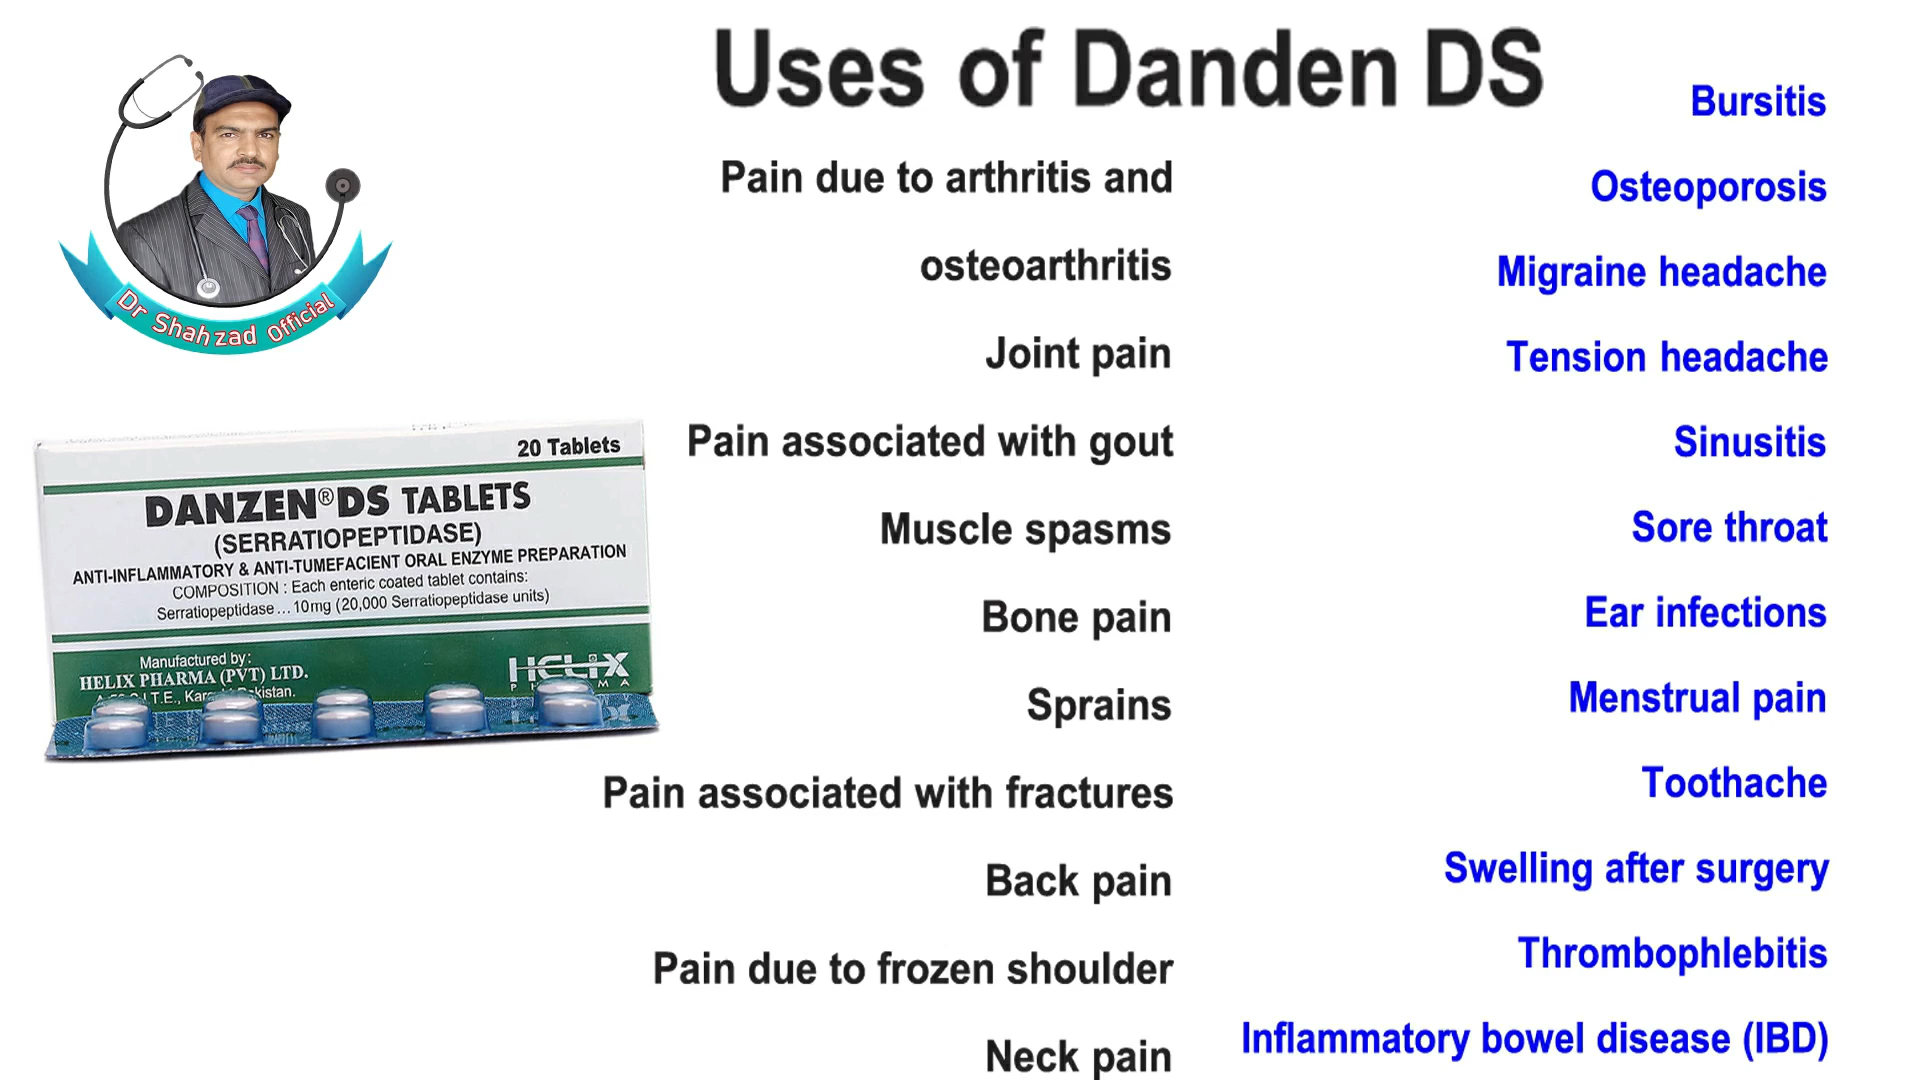 Uses of Danden DS
Dr Shahzad Official
20 Tablets
DANZEN® DS TABLETS
(SERRATIOPEPTIDASE)
ANTI-INFLAMMATORY & ANTI-TUMEFACIENT ORAL ENZYME PREPARATION
COMPOSITION : Each enteric coated tablet contains:
Serratiopeptidase ... 10mg (20,000 Serratiopeptidase units)
Manufactured by:
HELIX PHARMA (PVT) LTD.
HELIX
Pain due to arthritis and
osteoarthritis
Joint pain
Pain associated with gout
Muscle spasms
Bone pain
Sprains
Pain associated with fractures
Back pain
Pain due to frozen shoulder
Neck pain
Bursitis
Osteoporosis
Migraine headache
Tension headache
Sinusitis
Sore throat
Ear infections
Menstrual pain
Toothache
Swelling after surgery
Thrombophlebitis
Inflammatory bowel disease (IBD)